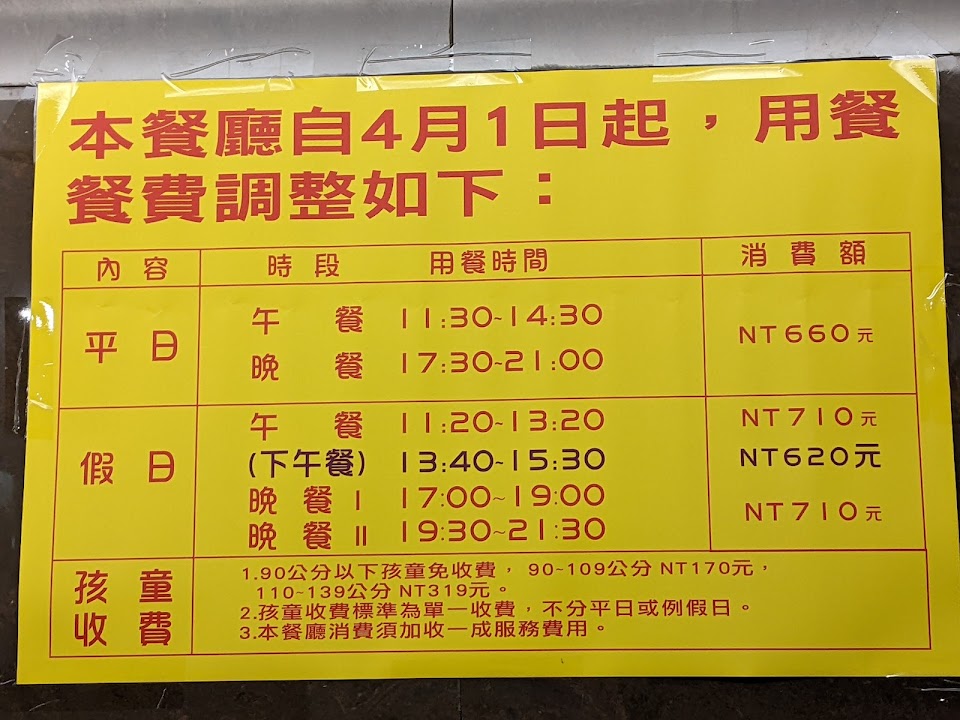 本餐廳自4月1日起，用餐
餐費調整如下：
內容 時段 用餐時間 消費額
平日 午餐 11:30~14:30 NT660元
晚餐 17:30~21:00
假日 午餐 11:20~13:20 NT710元
(下午餐) 13:40~15:30 NT620元
晚餐 I 17:00~19:00 NT710元
晚餐 II 19:30~21:30
孩童收費 1.90公分以下孩童免收費，90~109公分 NT170元，
110~139公分 NT319元。
2.孩童收費標準為單一收費，不分平日或例假日。
3.本餐廳消費須加收一成服務費用。